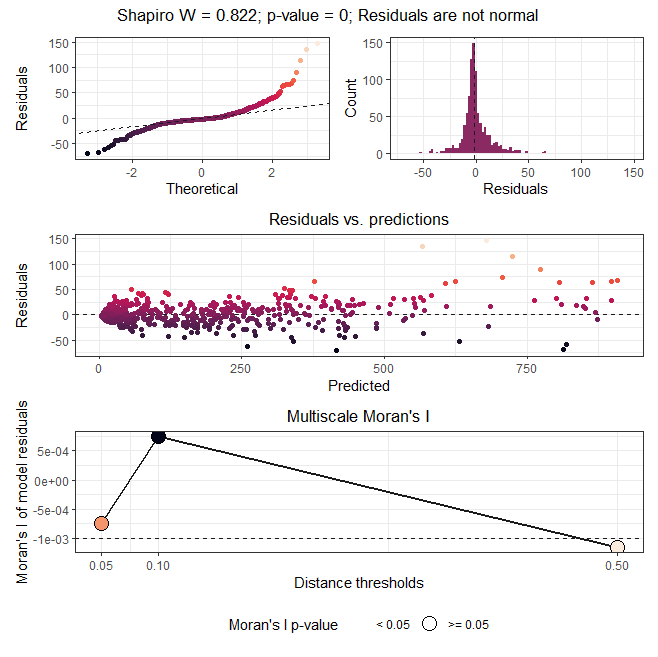 Shapiro W = 0.822; p-value = 0; Residuals are not normal
150
100
50
0
-50
Residuals
-2
0
2
Theoretical
100
50
0
Count
-50
0
50
100
150
Residuals
Residuals vs. predictions
150
100
50
0
-50
Residuals
0
250
500
750
Predicted
Multiscale Moran's I
5e-04
0e+00
-5e-04
-1e-03
Moran's I of model residuals
0.05
0.10
0.50
Distance thresholds
Moran's I p-value < 0.05 >= 0.05